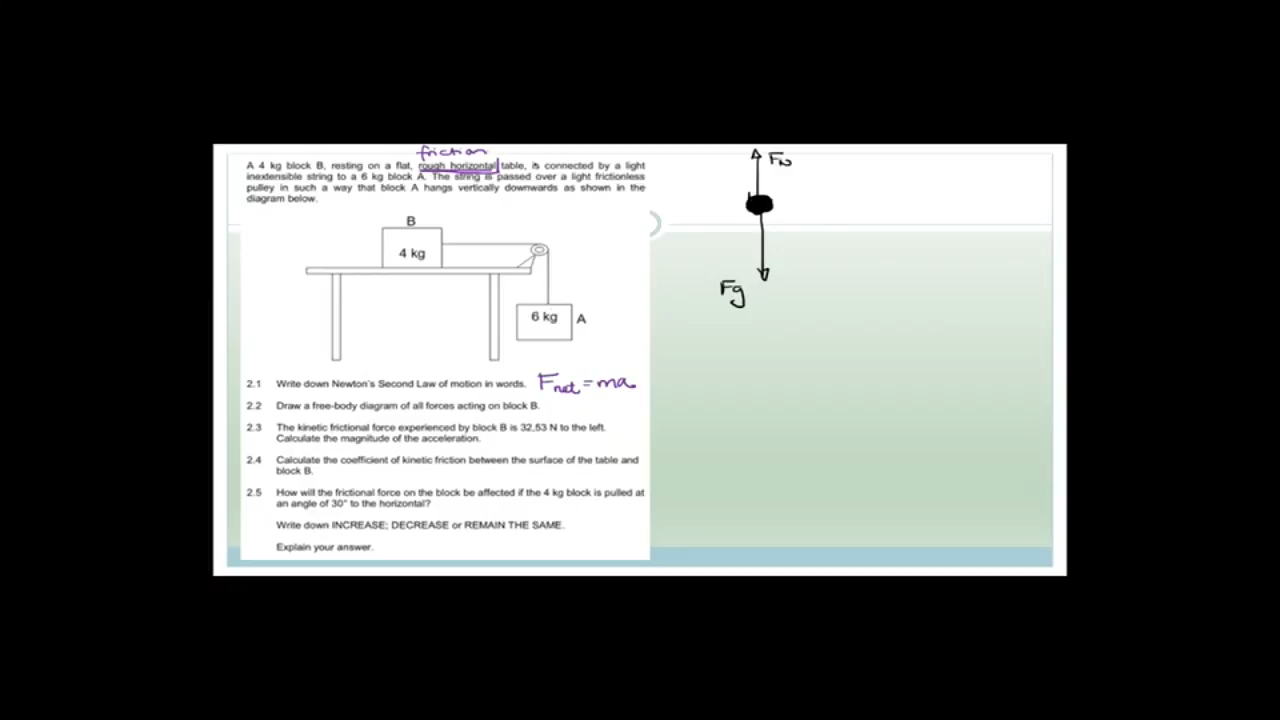 friction
A 4 kg block B, resting on a flat, rough horizontal table, is connected by a light
inextensible string to a 6 kg block A. The string is passed over a light frictionless
pulley in such a way that block A hangs vertically downwards as shown in the
diagram below.
B
4 kg
6 kg A
2.1 Write down Newton's Second Law of motion in words. Fnet = ma
2.2 Draw a free-body diagram of all forces acting on block B.
2.3 The kinetic frictional force experienced by block B is 32,53 N to the left.
Calculate the magnitude of the acceleration.
2.4 Calculate the coefficient of kinetic friction between the surface of the table and
block B.
2.5 How will the frictional force on the block be affected if the 4 kg block is pulled at
an angle of 30° to the horizontal?
Write down INCREASE; DECREASE or REMAIN THE SAME.
Explain your answer.
FN
Fg